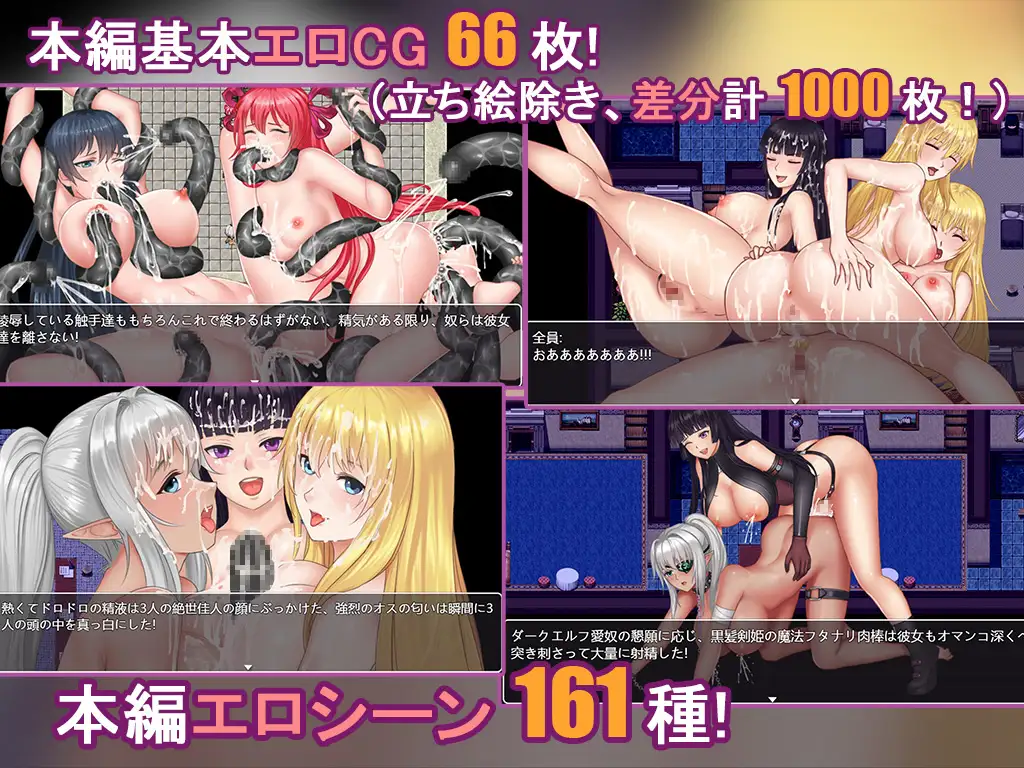 本編基本エロCG 66 枚!
(立ち絵除き、差分計 1000 枚！)
凌辱している触手達ももちろんこれで終わるはずがない、精気がある限り、奴らは彼女
達を離さない!
全員:
おああああああああ!!!
熱くてドロドロの精液は3人の絶世佳人の顔にぶっかけた、強烈のオスの匂いは瞬間に3
人の頭の中を真っ白にした!
ダークエルフ愛奴の懇願に応じ、黒髪剣姫の魔法フタナリ肉棒は彼女もオマンコ深くへ
突き刺さって大量に射精した!
本編エロシーン 161 種!